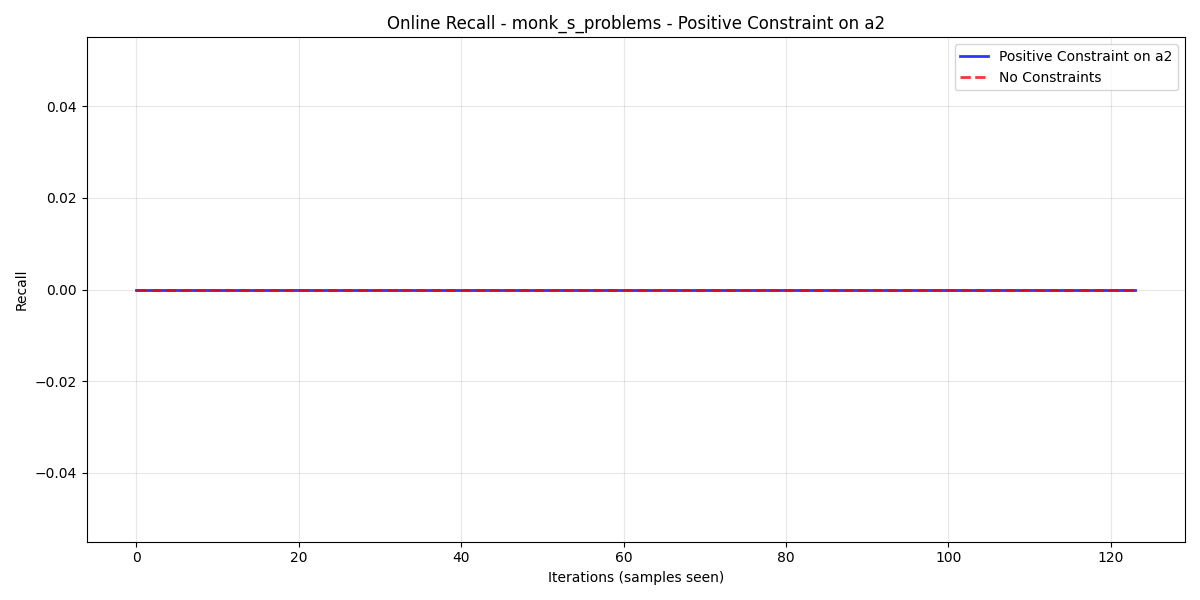 Online Recall - monk_s_problems - Positive Constraint on a2
Positive Constraint on a2
No Constraints
Recall
0.04
0.02
0.00
−0.02
−0.04
0 20 40 60 80 100 120
Iterations (samples seen)